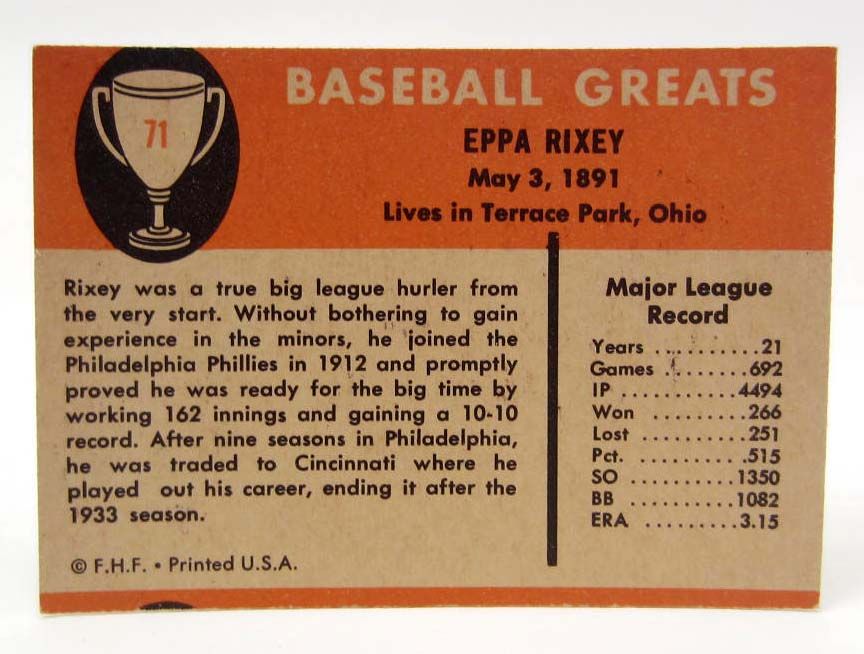 71
BASEBALL GREATS
EPPA RIXEY
May 3, 1891
Lives in Terrace Park, Ohio
Rixey was a true big league hurler from
the very start. Without bothering to gain
experience in the minors, he joined the
Philadelphia Phillies in 1912 and promptly
proved he was ready for the big time by
working 162 innings and gaining a 10-10
record. After nine seasons in Philadelphia,
he was traded to Cincinnati where he
played out his career, ending it after the
1933 season.
© F.H.F. • Printed U.S.A.
Major League
Record
Years ...........21
Games .........692
IP ............4494
Won .........266
Lost ..........251
Pct. ..........515
SO ...........1350
BB ...........1082
ERA .........3.15